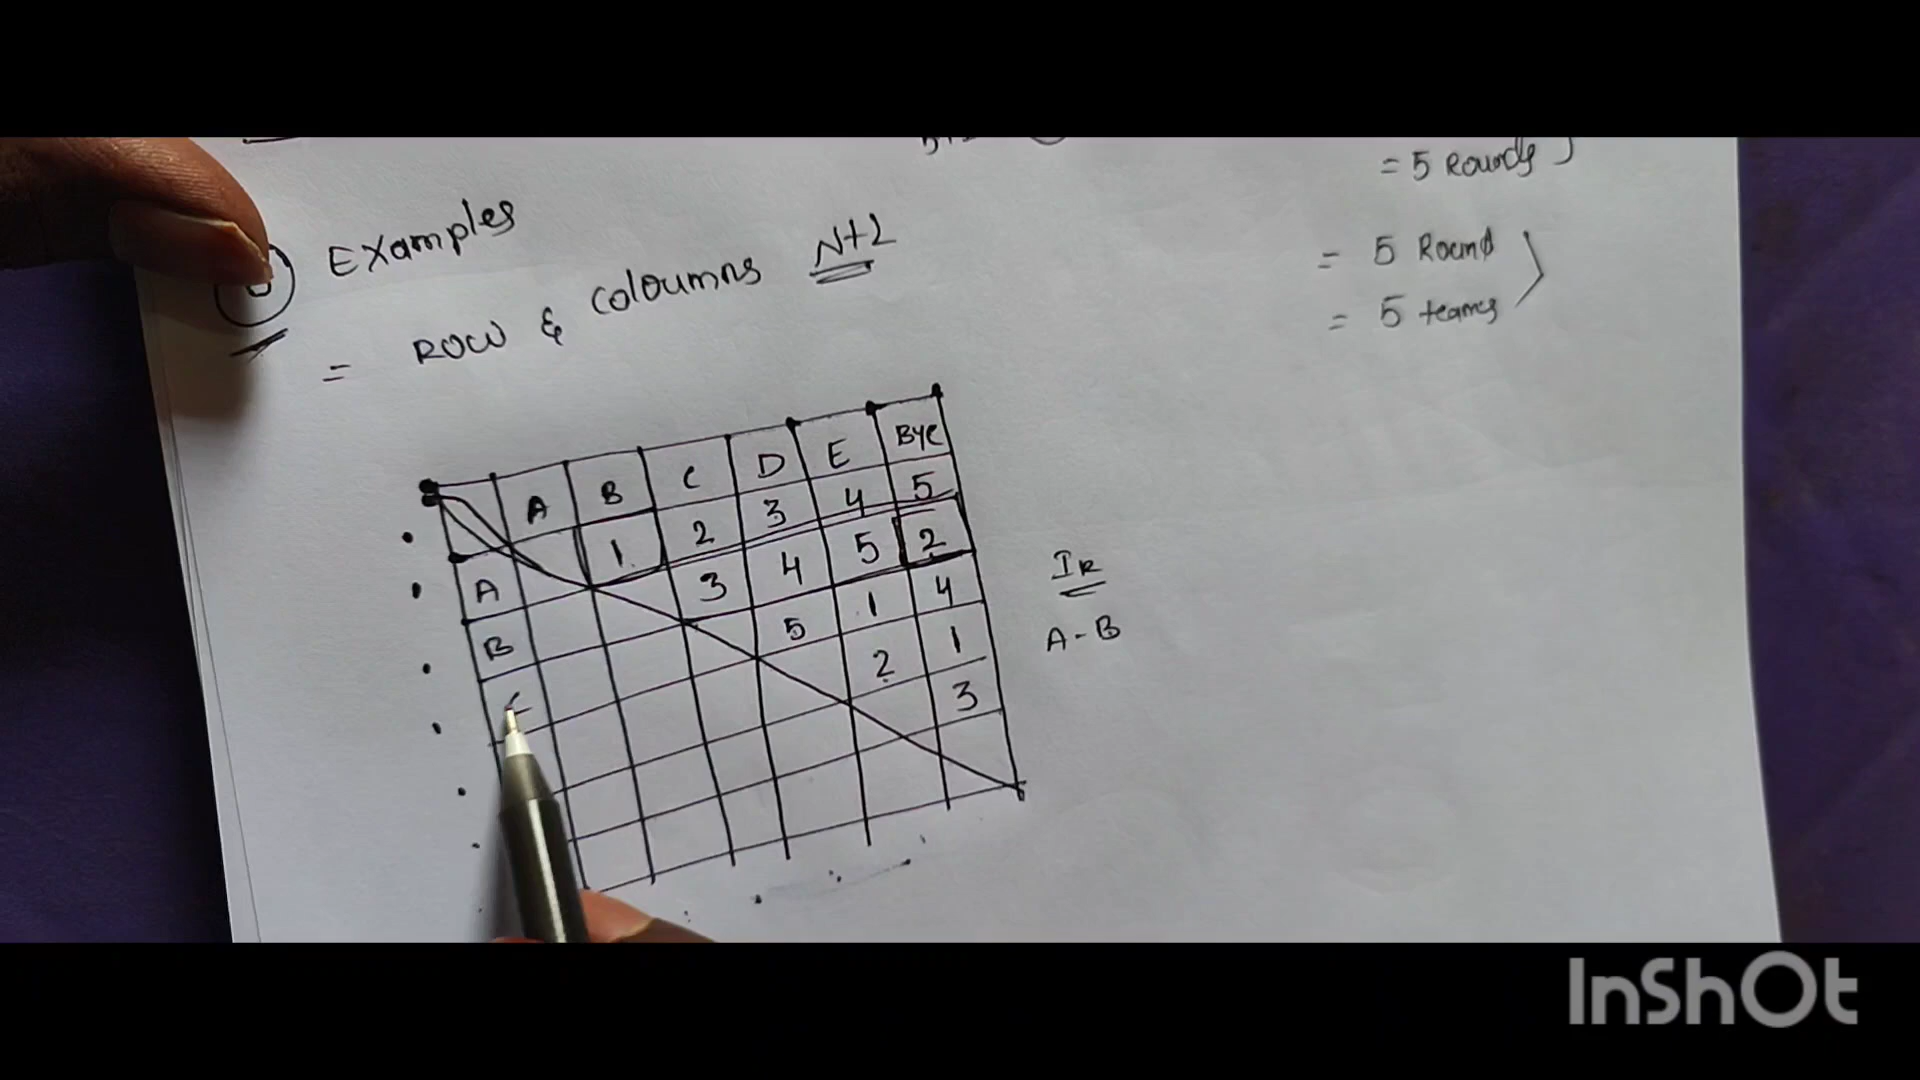 = 5 Rounds
Examples
= Row & Coloumns N+2
= 5 Round
= 5 teams
A B C D E Bye
A 1. 2 3 4 5
B 3 4 5 2
C 5 1 4
2 1
3
IR
A-B
InShOt